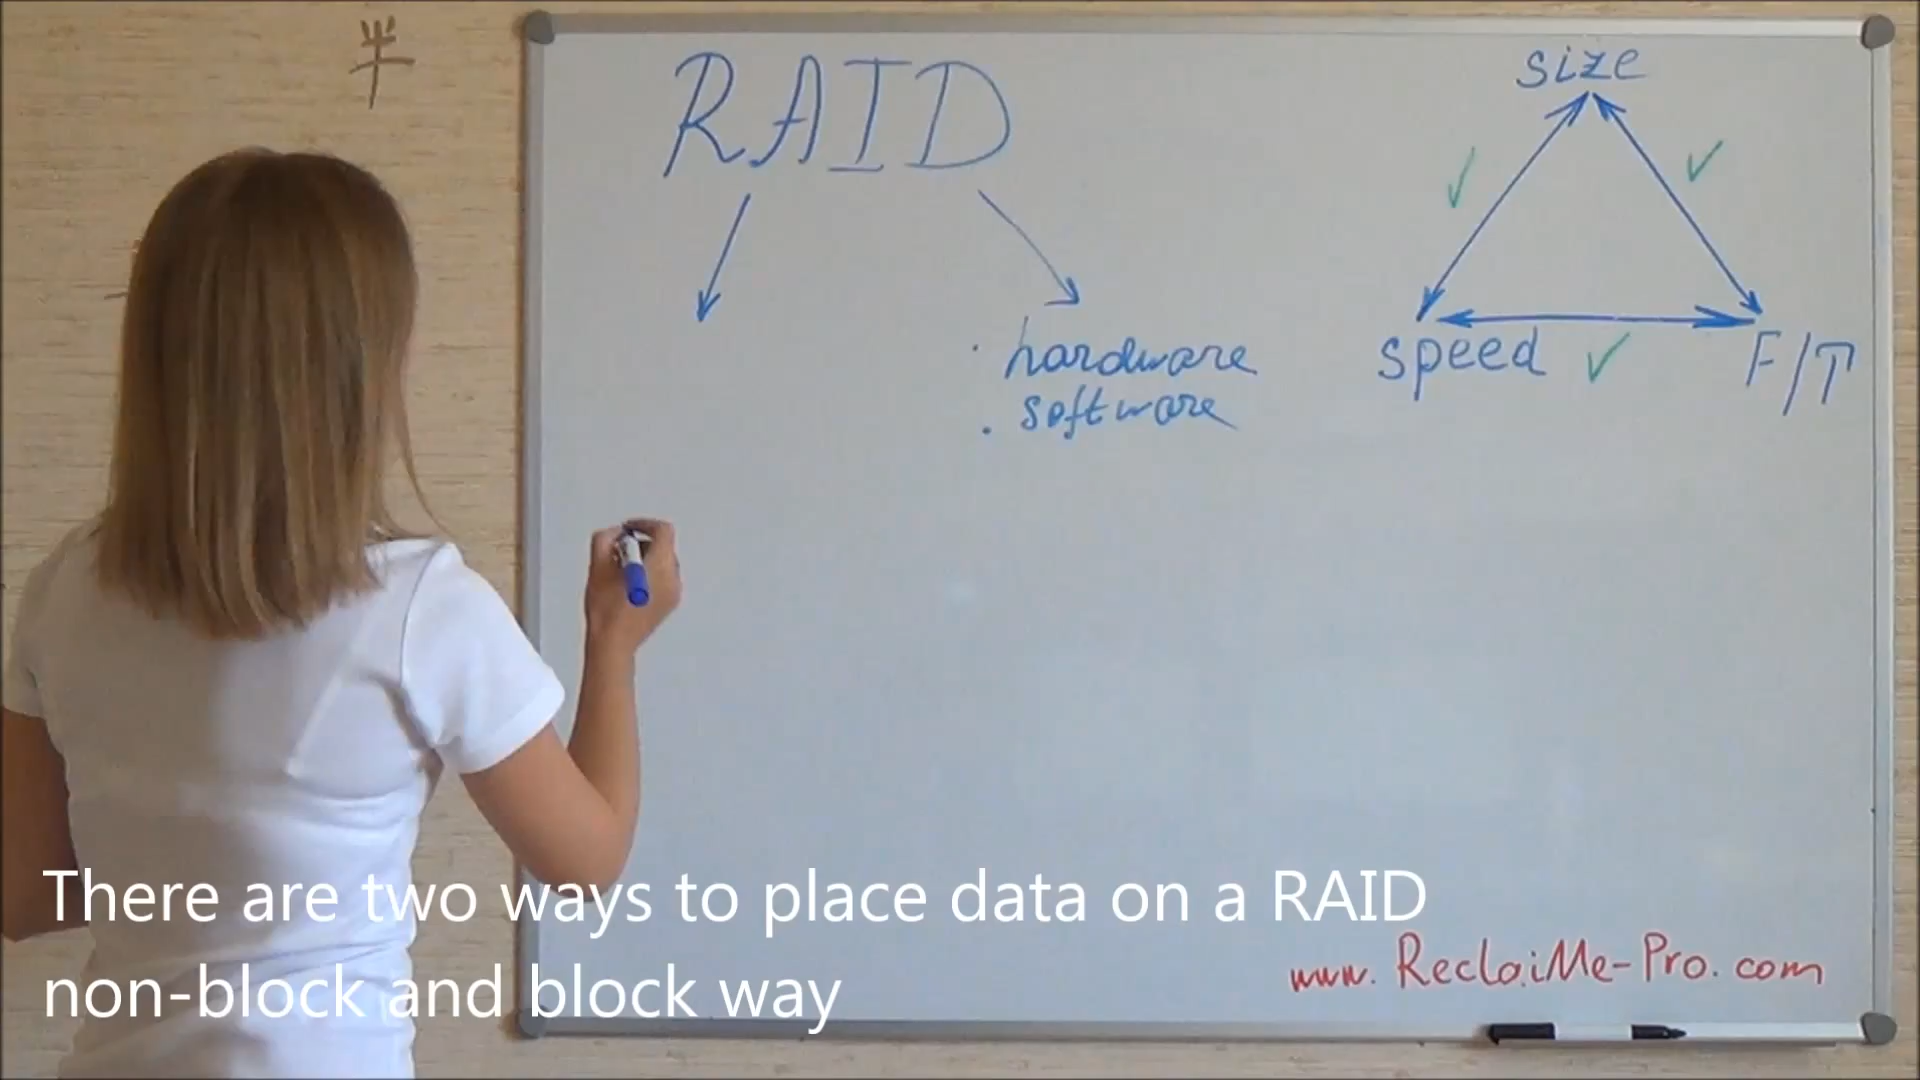 半
RAID
size
speed
F/T
· hardware
. software
There are two ways to place data on a RAID
non-block and block way
www.ReclaiMe-Pro.com